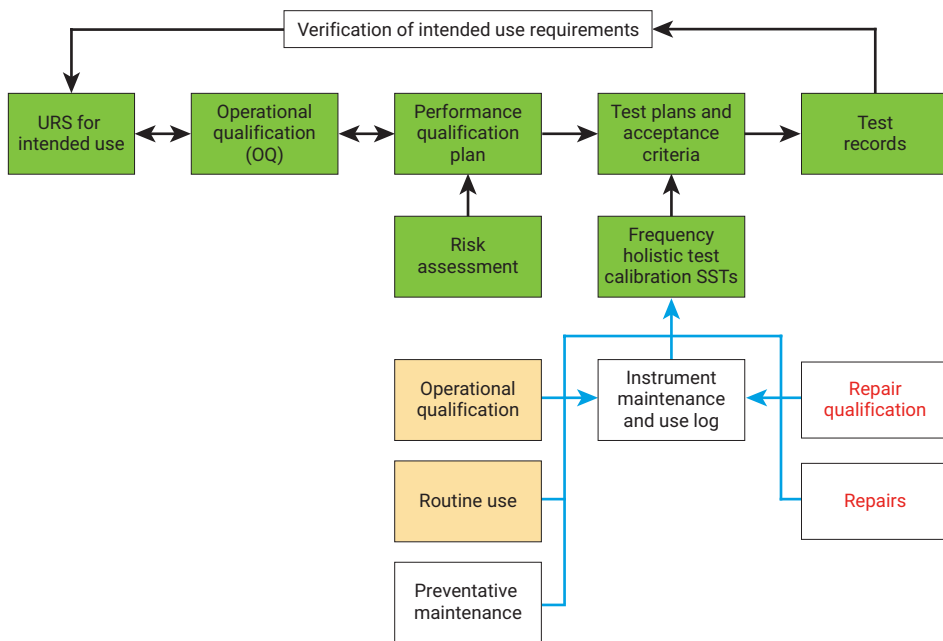 Verification of intended use requirements
URS for
intended use
Operational
qualification
(OQ)
Performance
qualification
plan
Test plans and
acceptance
criteria
Test
records
Risk
assessment
Frequency
holistic test
calibration SSTs
Operational
qualification
Instrument
maintenance
and use log
Repair
qualification
Routine use
Repairs
Preventative
maintenance